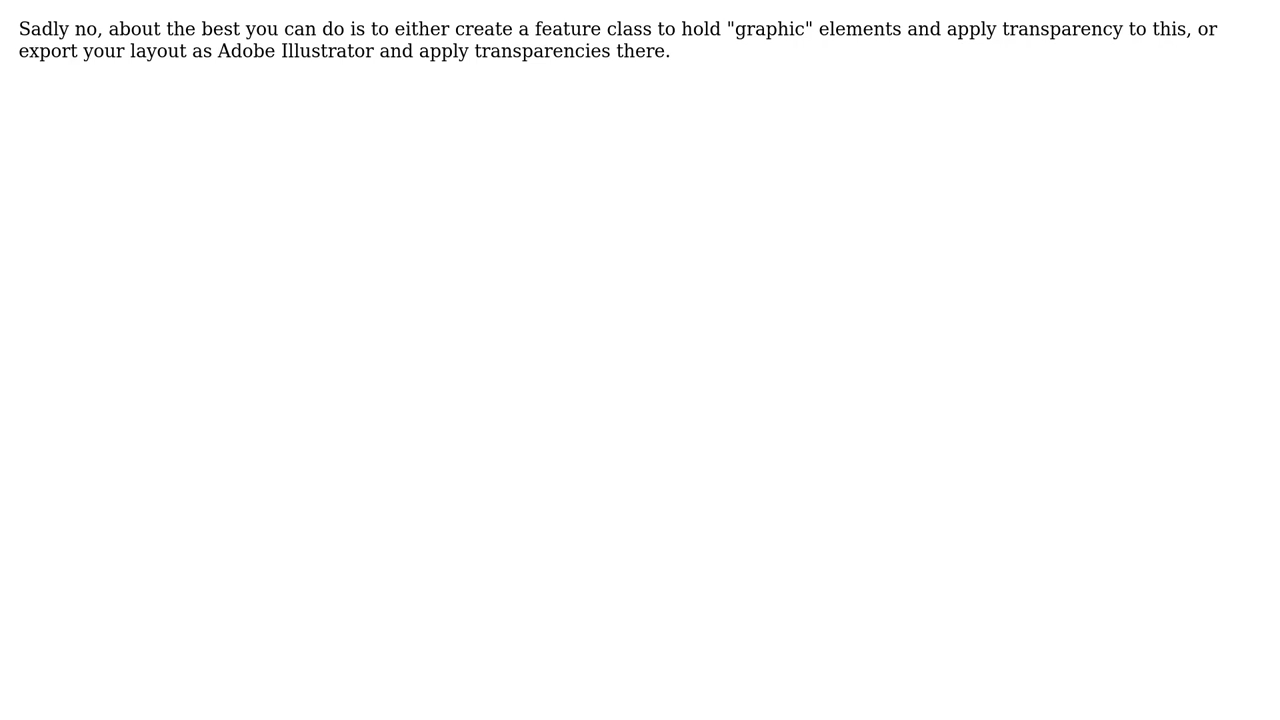 Sadly no, about the best you can do is to either create a feature class to hold "graphic" elements and apply transparency to this, or
export your layout as Adobe Illustrator and apply transparencies there.